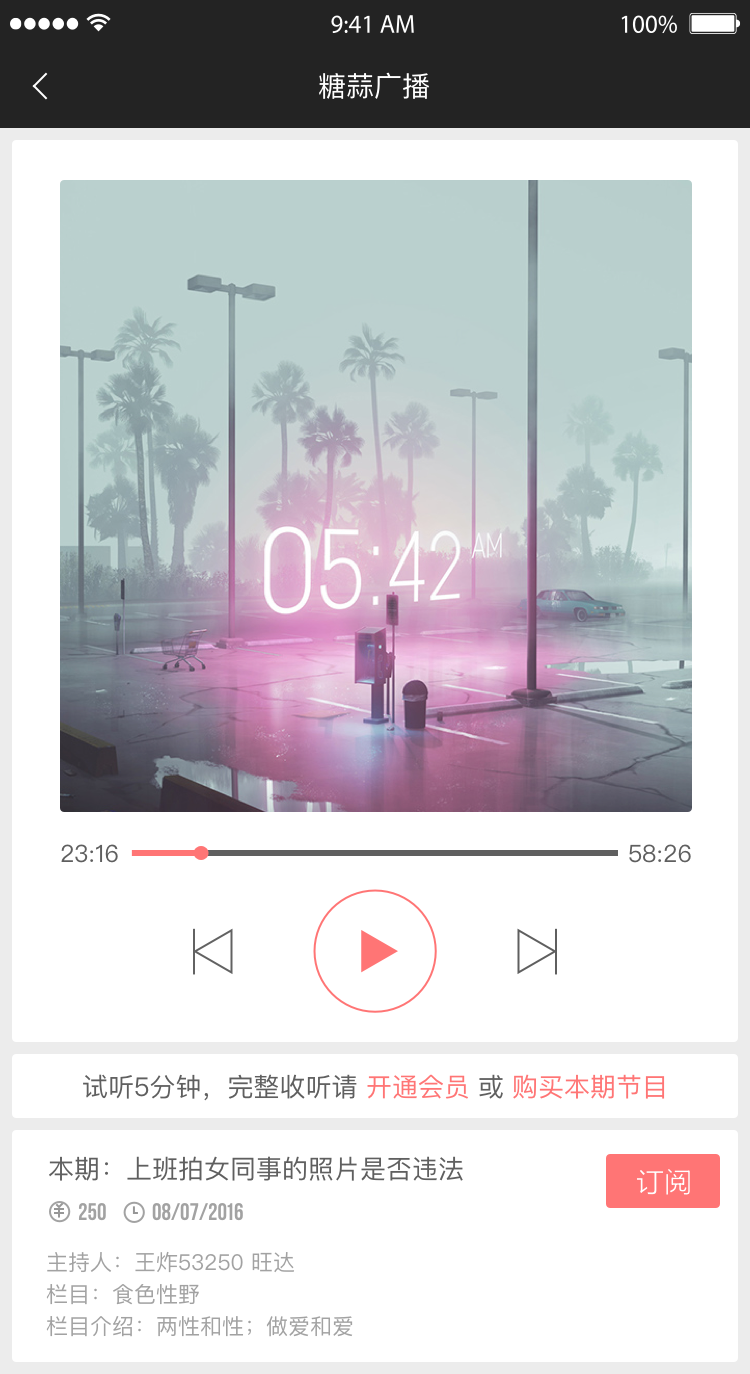 9:41 AM 100%
糖蒜广播
05:42 AM
23:16 58:26
试听5分钟，完整收听请 开通会员 或 购买本期节目
本期：上班拍女同事的照片是否违法
订阅
250 08/07/2016
主持人：王炸53250 旺达
栏目：食色性野
栏目介绍：两性和性；做爱和爱